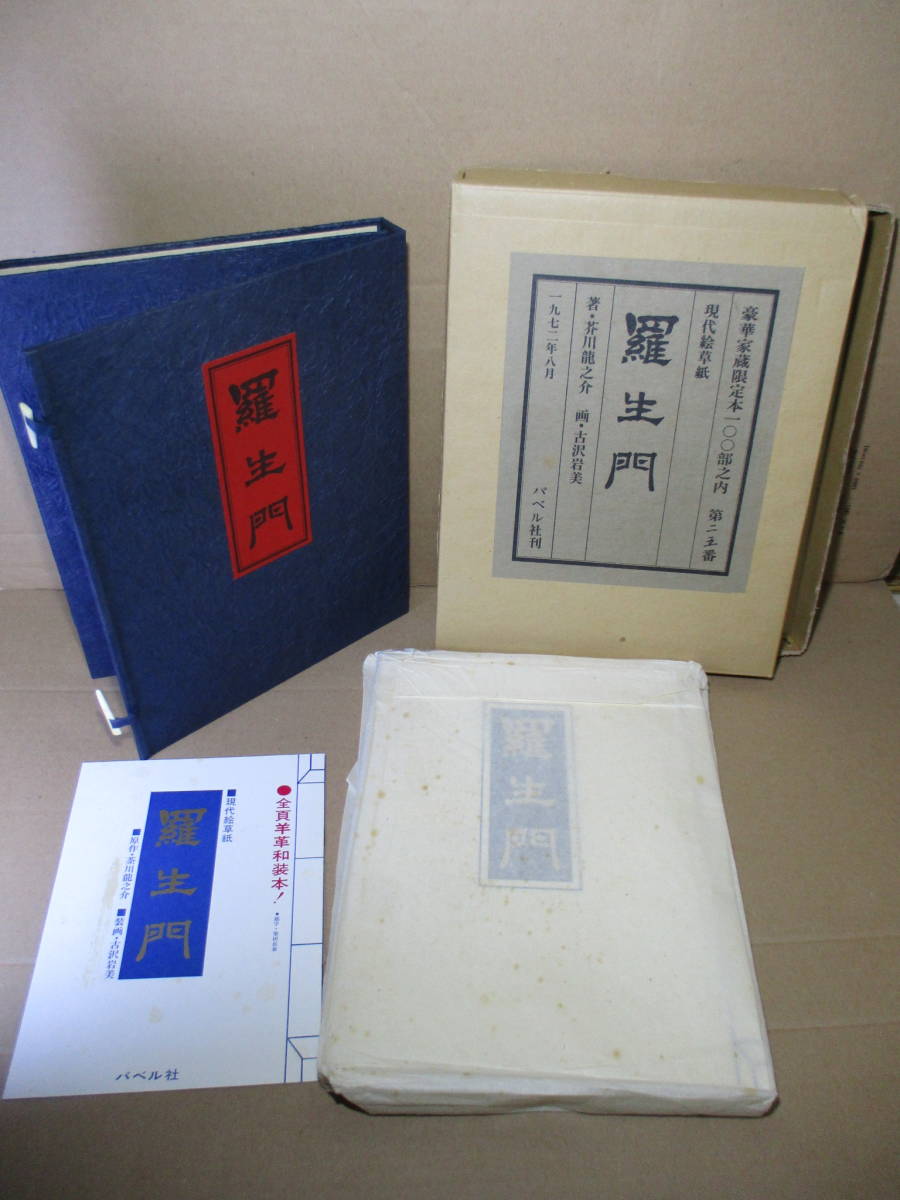 羅生門
豪華家蔵限定本一〇〇部之内 第二五番
現代絵草紙
羅生門
著・芥川龍之介 画・古沢岩美
一九七二年八月 バベル社刊
羅生門
●全頁羊革和装本!
■現代絵草紙
羅生門
■原作・芥川龍之介 ■装画・古沢岩美
バベル社